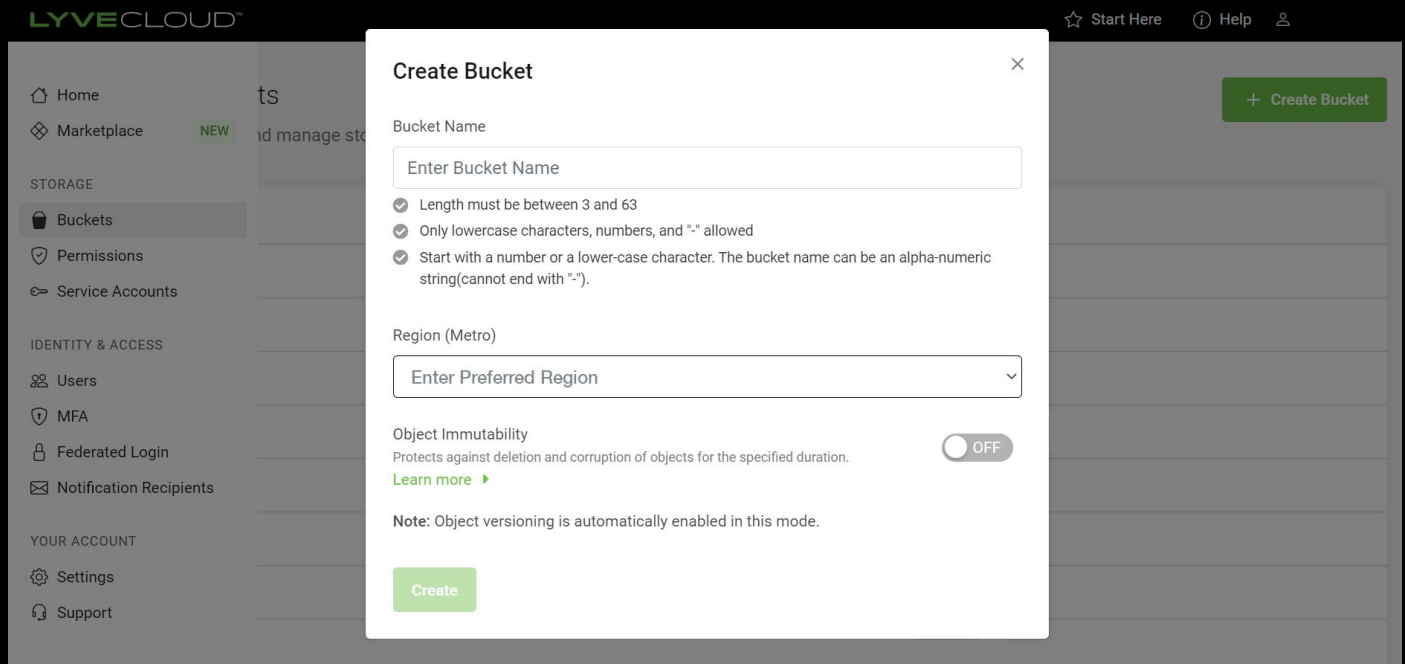 LYVECLOUD™
Start Here
Help
Home
Marketplace NEW
STORAGE
Buckets
Permissions
Service Accounts
IDENTITY & ACCESS
Users
MFA
Federated Login
Notification Recipients
YOUR ACCOUNT
Settings
Support
ts
nd manage sto
+ Create Bucket
Create Bucket
Bucket Name
Enter Bucket Name
Length must be between 3 and 63
Only lowercase characters, numbers, and "-" allowed
Start with a number or a lower-case character. The bucket name can be an alpha-numeric
string(cannot end with "-").
Region (Metro)
Enter Preferred Region
Object Immutability
OFF
Protects against deletion and corruption of objects for the specified duration.
Learn more
Note: Object versioning is automatically enabled in this mode.
Create